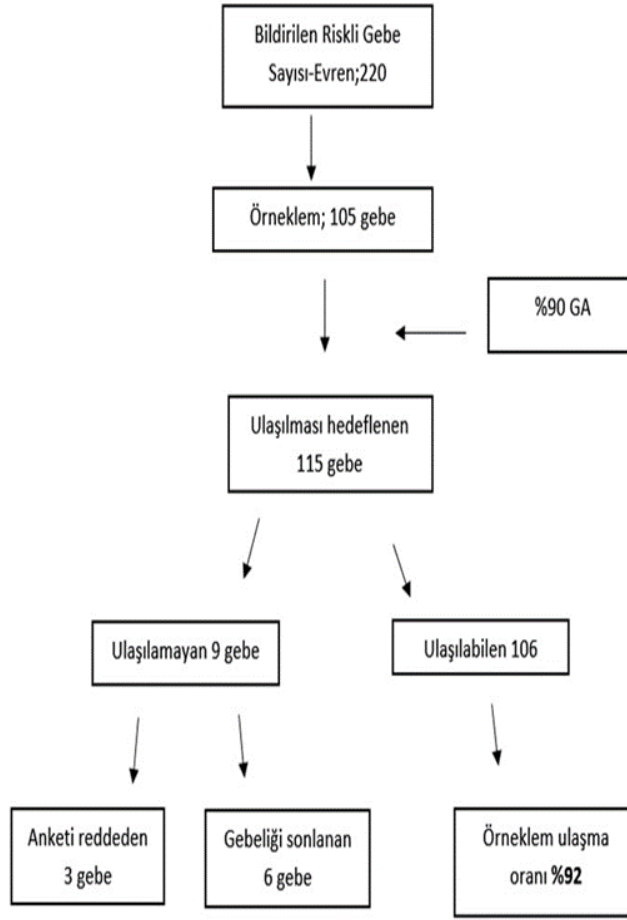 Bildirilen Riskli Gebe
Sayısı-Evren;220
Örneklem; 105 gebe
%90 GA
Ulaşılması hedeflenen
115 gebe
Ulaşılamayan 9 gebe
Ulaşılabilen 106
Anketi reddeden
3 gebe
Gebeliği sonlanan
6 gebe
Örneklem ulaşma
oranı %92